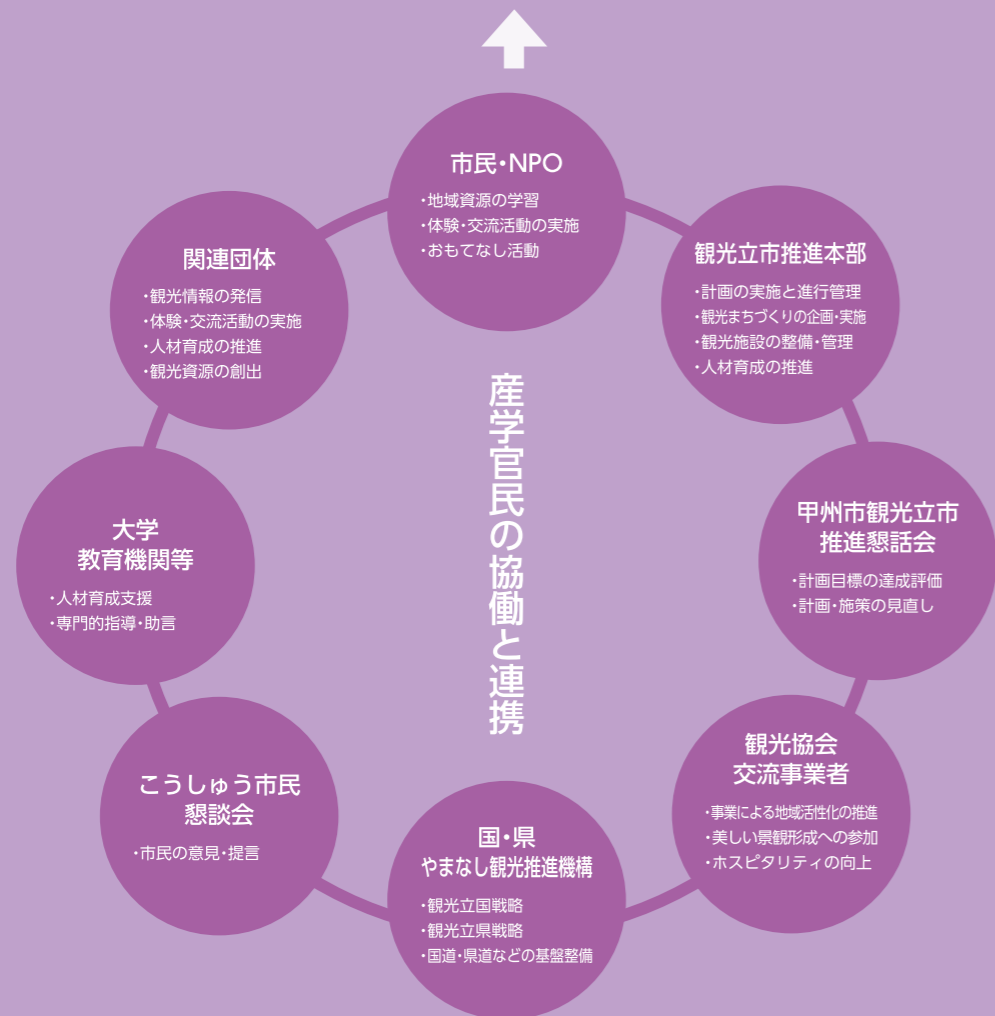 市民・NPO
・地域資源の学習
・体験・交流活動の実施
・おもてなし活動
観光立市推進本部
・計画の実施と進行管理
・観光まちづくりの企画・実施
・観光施設の整備・管理
・人材育成の推進
甲州市観光立市
推進懇話会
・計画目標の達成評価
・計画・施策の見直し
観光協会
交流事業者
・事業による地域活性化の推進
・美しい景観形成への参加
・ホスピタリティの向上
国・県
やまなし観光推進機構
・観光立国戦略
・観光立県戦略
・国道・県道などの基盤整備
こうしゅう市民
懇談会
・市民の意見・提言
大学
教育機関等
・人材育成支援
・専門的指導・助言
関連団体
・観光情報の発信
・体験・交流活動の実施
・人材育成の推進
・観光資源の創出
産学官民の協働と連携